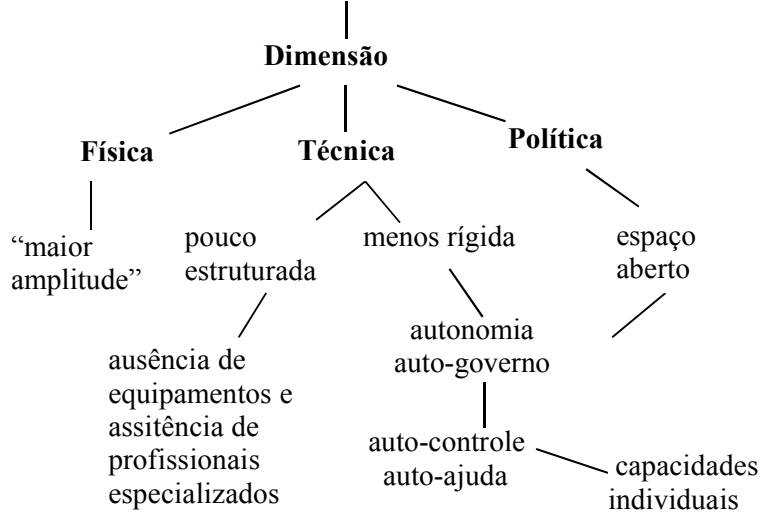 Dimensão
Física
Técnica
Política
“maior
amplitude”
pouco
estruturada
menos rígida
espaço
aberto
ausência de
equipamentos e
assitência de
profissionais
especializados
autonomia
auto-governo
auto-controle
auto-ajuda
capacidades
individuais